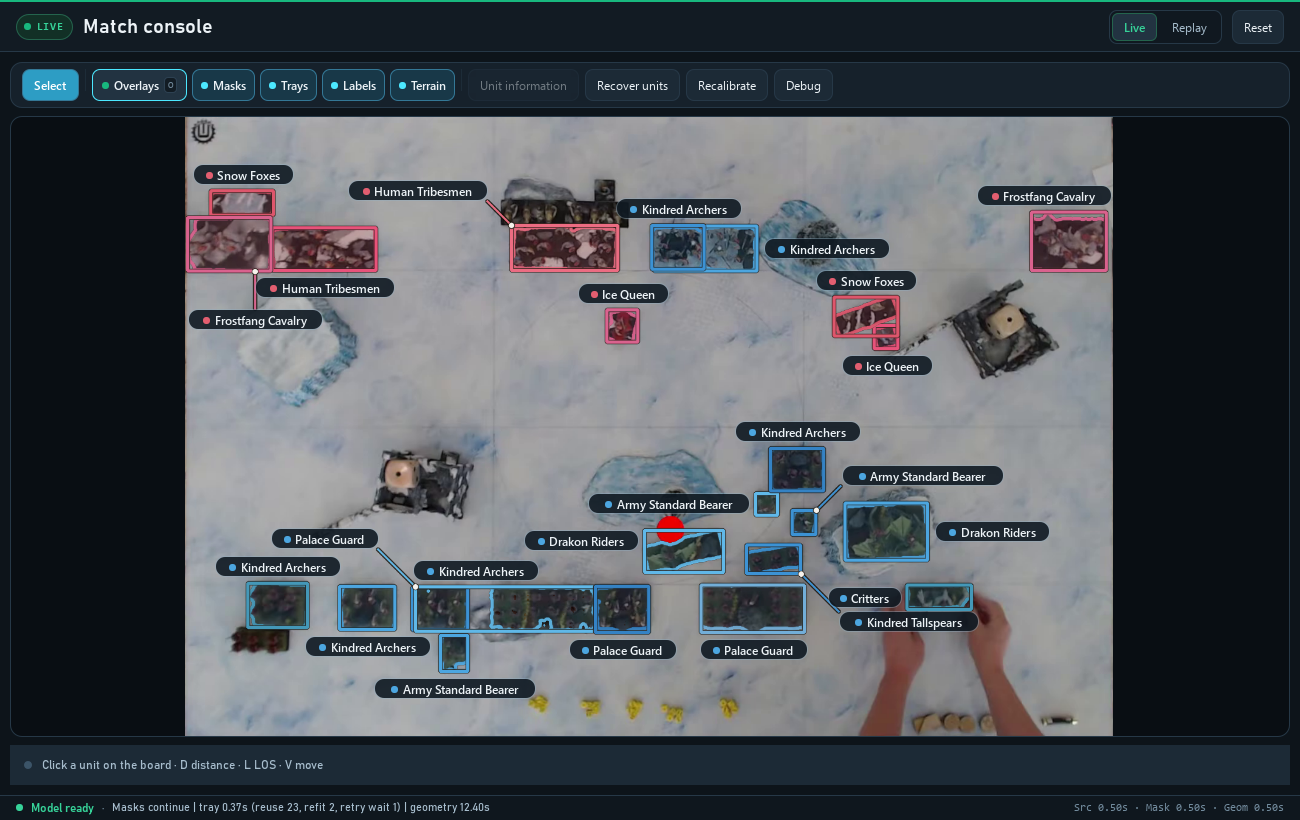 LIVE Match console Live Replay Reset
Select Overlays O Masks Trays Labels Terrain Unit information Recover units Recalibrate Debug
Snow Foxes
Human Tribesmen
Frostfang Cavalry
Kindred Archers
Kindred Archers
Snow Foxes
Human Tribesmen
Ice Queen
Frostfang Cavalry
Ice Queen
Kindred Archers
Army Standard Bearer
Army Standard Bearer
Drakon Riders
Palace Guard
Drakon Riders
Kindred Archers
Kindred Archers
Critters
Kindred Tallspears
Kindred Archers
Palace Guard
Palace Guard
Army Standard Bearer
Click a unit on the board · D distance · L LOS · V move
Model ready · Masks continue | tray 0.37s (reuse 23, refit 2, retry wait 1) | geometry 12.40s Src 0.50s · Mask 0.50s · Geom 0.50s